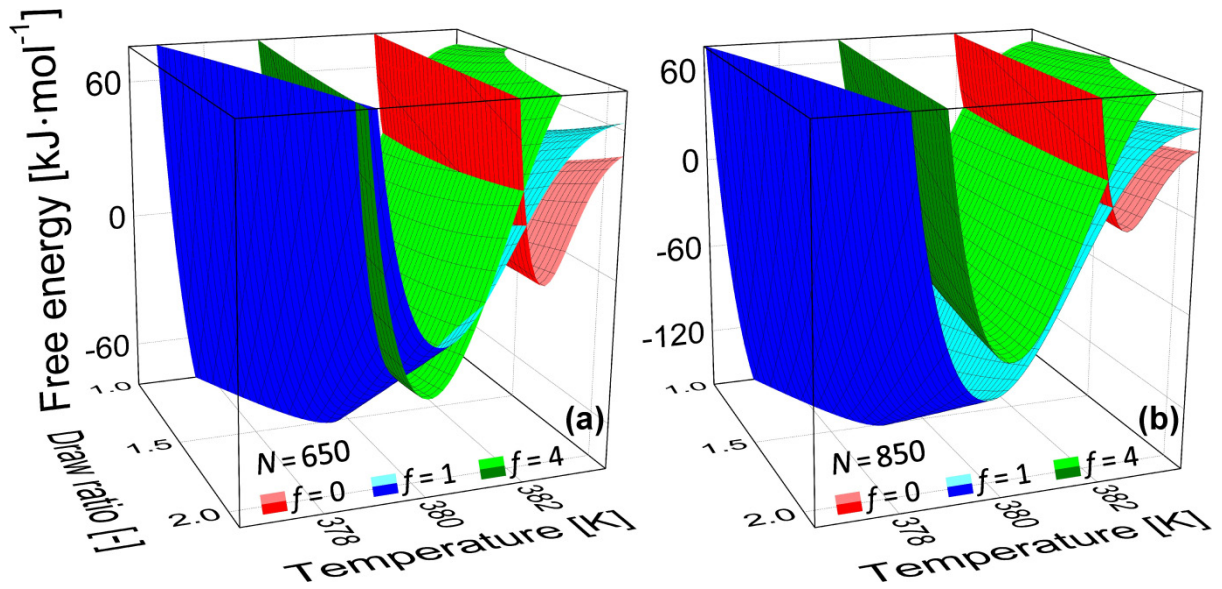 Free energy [kJ·mol⁻¹]
60
0
-60
1.0
1.5
2.0
Draw ratio [-]
378
380
382
Temperature [K]
(a)
N = 650
f = 0
f = 1
f = 4
60
0
-60
-120
1.0
1.5
2.0
378
380
382
Temperature [K]
(b)
N = 850
f = 0
f = 1
f = 4